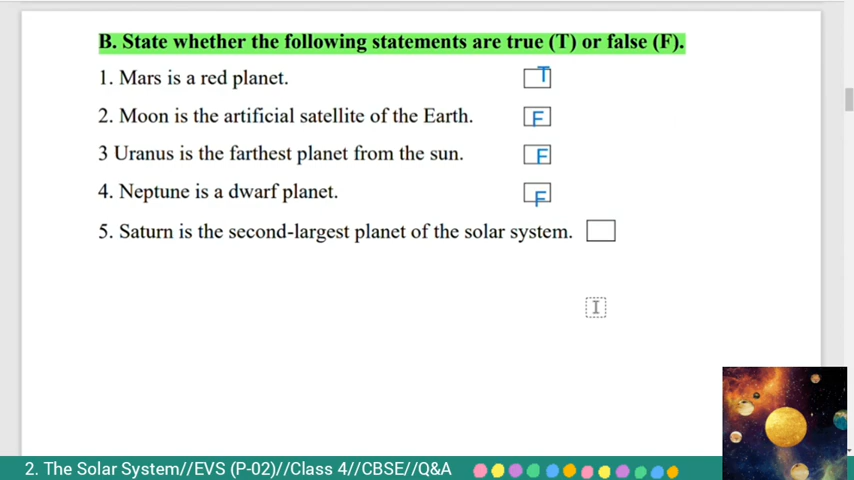 B. State whether the following statements are true (T) or false (F).
1. Mars is a red planet. T
2. Moon is the artificial satellite of the Earth. F
3 Uranus is the farthest planet from the sun. F
4. Neptune is a dwarf planet. F
5. Saturn is the second-largest planet of the solar system.
2. The Solar System//EVS (P-02)//Class 4//CBSE//Q&A